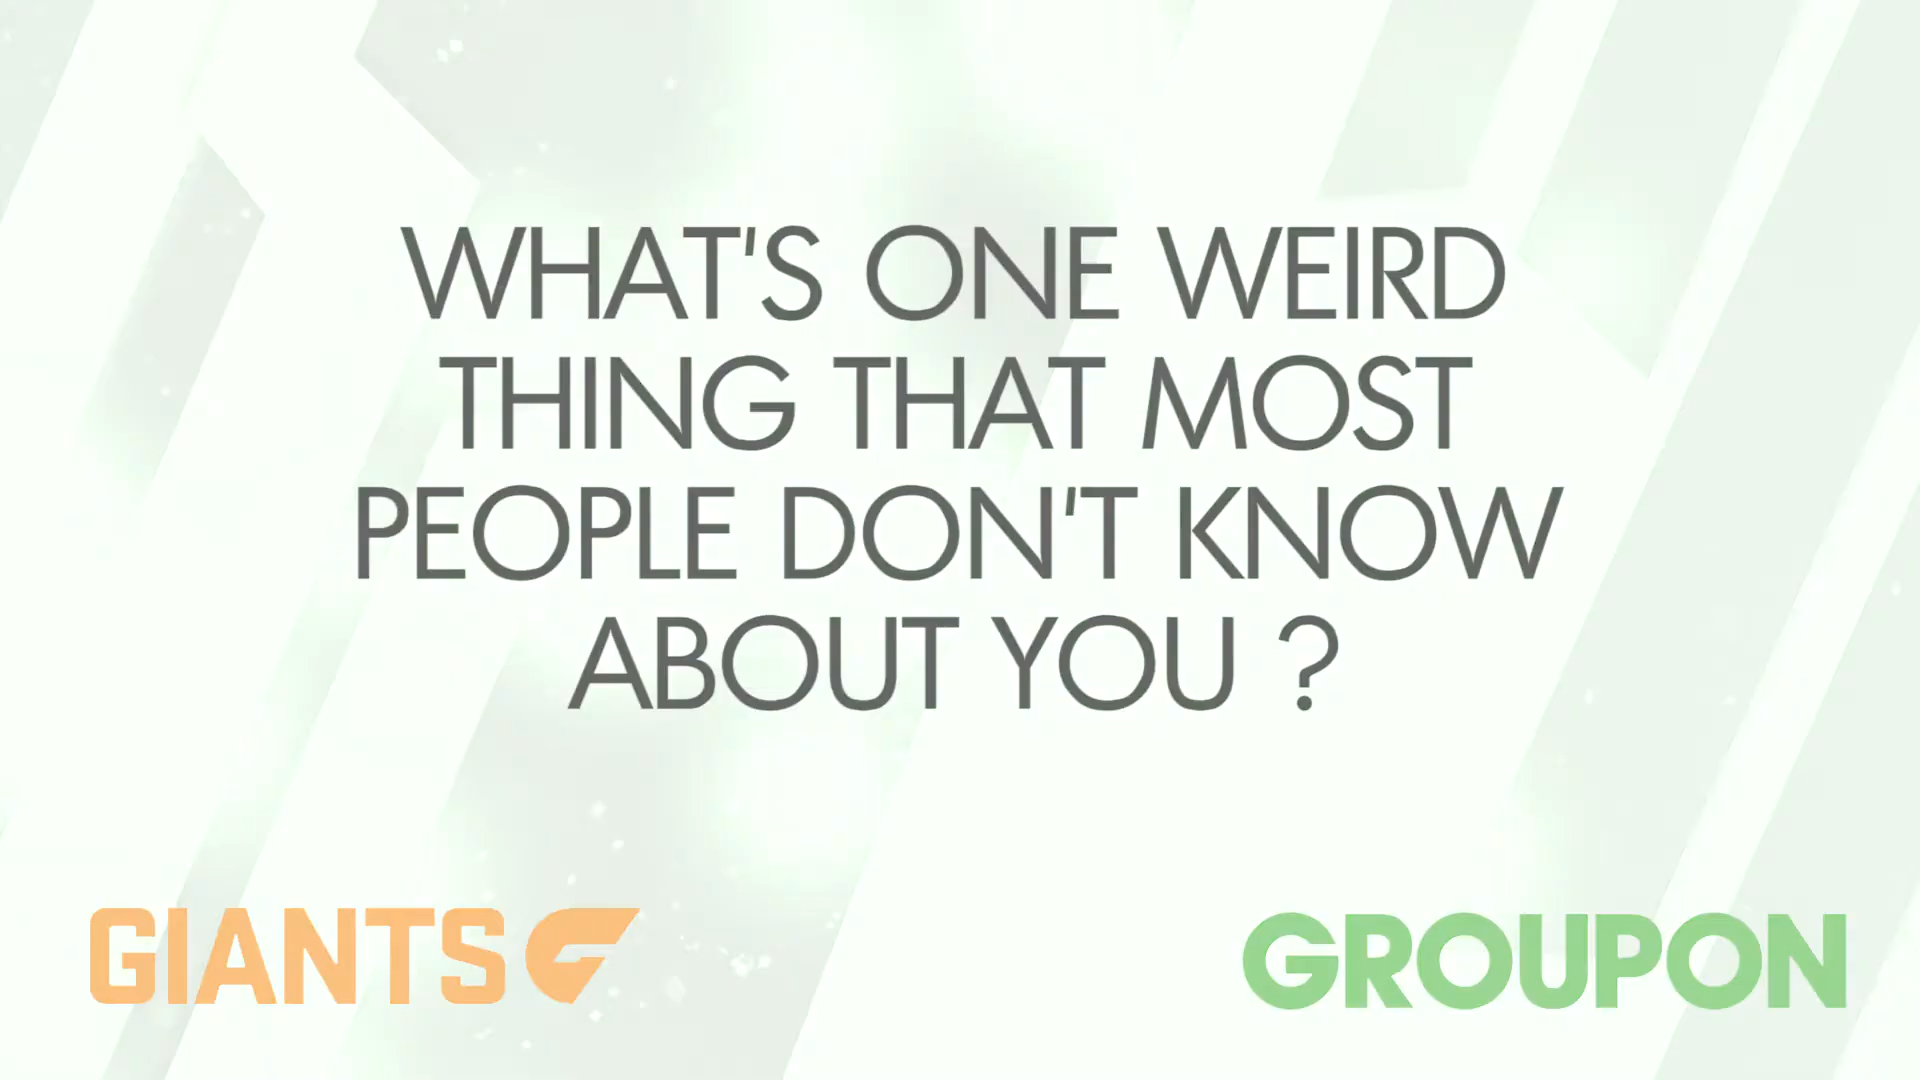 WHAT'S ONE WEIRD
THING THAT MOST
PEOPLE DON'T KNOW
ABOUT YOU ?
GIANTS
GROUPON